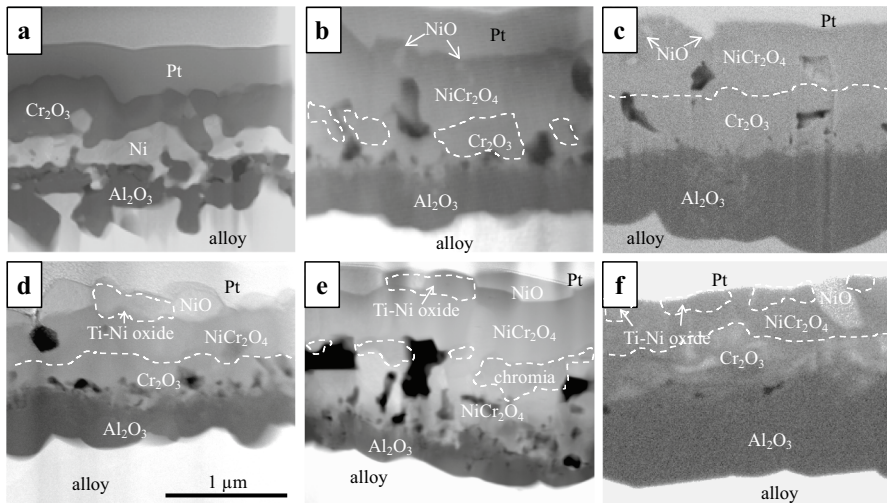 a
Pt
Cr₂O₃
Ni
Al₂O₃
alloy
b
NiO
Pt
NiCr₂O₄
Cr₂O₃
Al₂O₃
alloy
c
NiO
Pt
NiCr₂O₄
Cr₂O₃
Al₂O₃
alloy
d
Pt
NiO
Ti-Ni oxide
NiCr₂O₄
Cr₂O₃
Al₂O₃
alloy
1 µm
e
Pt
NiO
Ti-Ni oxide
NiCr₂O₄
chromia
NiCr₂O₄
Al₂O₃
alloy
f
Pt
NiO
Ti-Ni oxide
NiCr₂O₄
Cr₂O₃
Al₂O₃
alloy